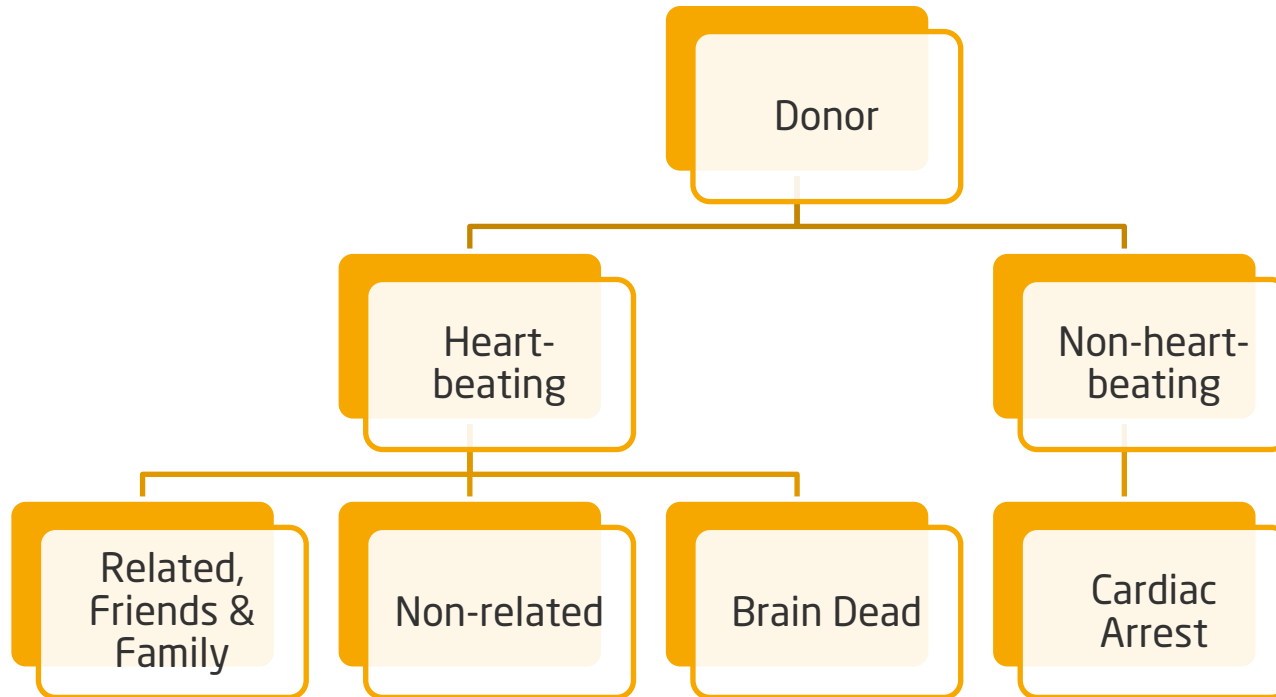 Donor
Heart-
beating
Non-heart-
beating
Related,
Friends &
Family
Non-related
Brain Dead
Cardiac
Arrest